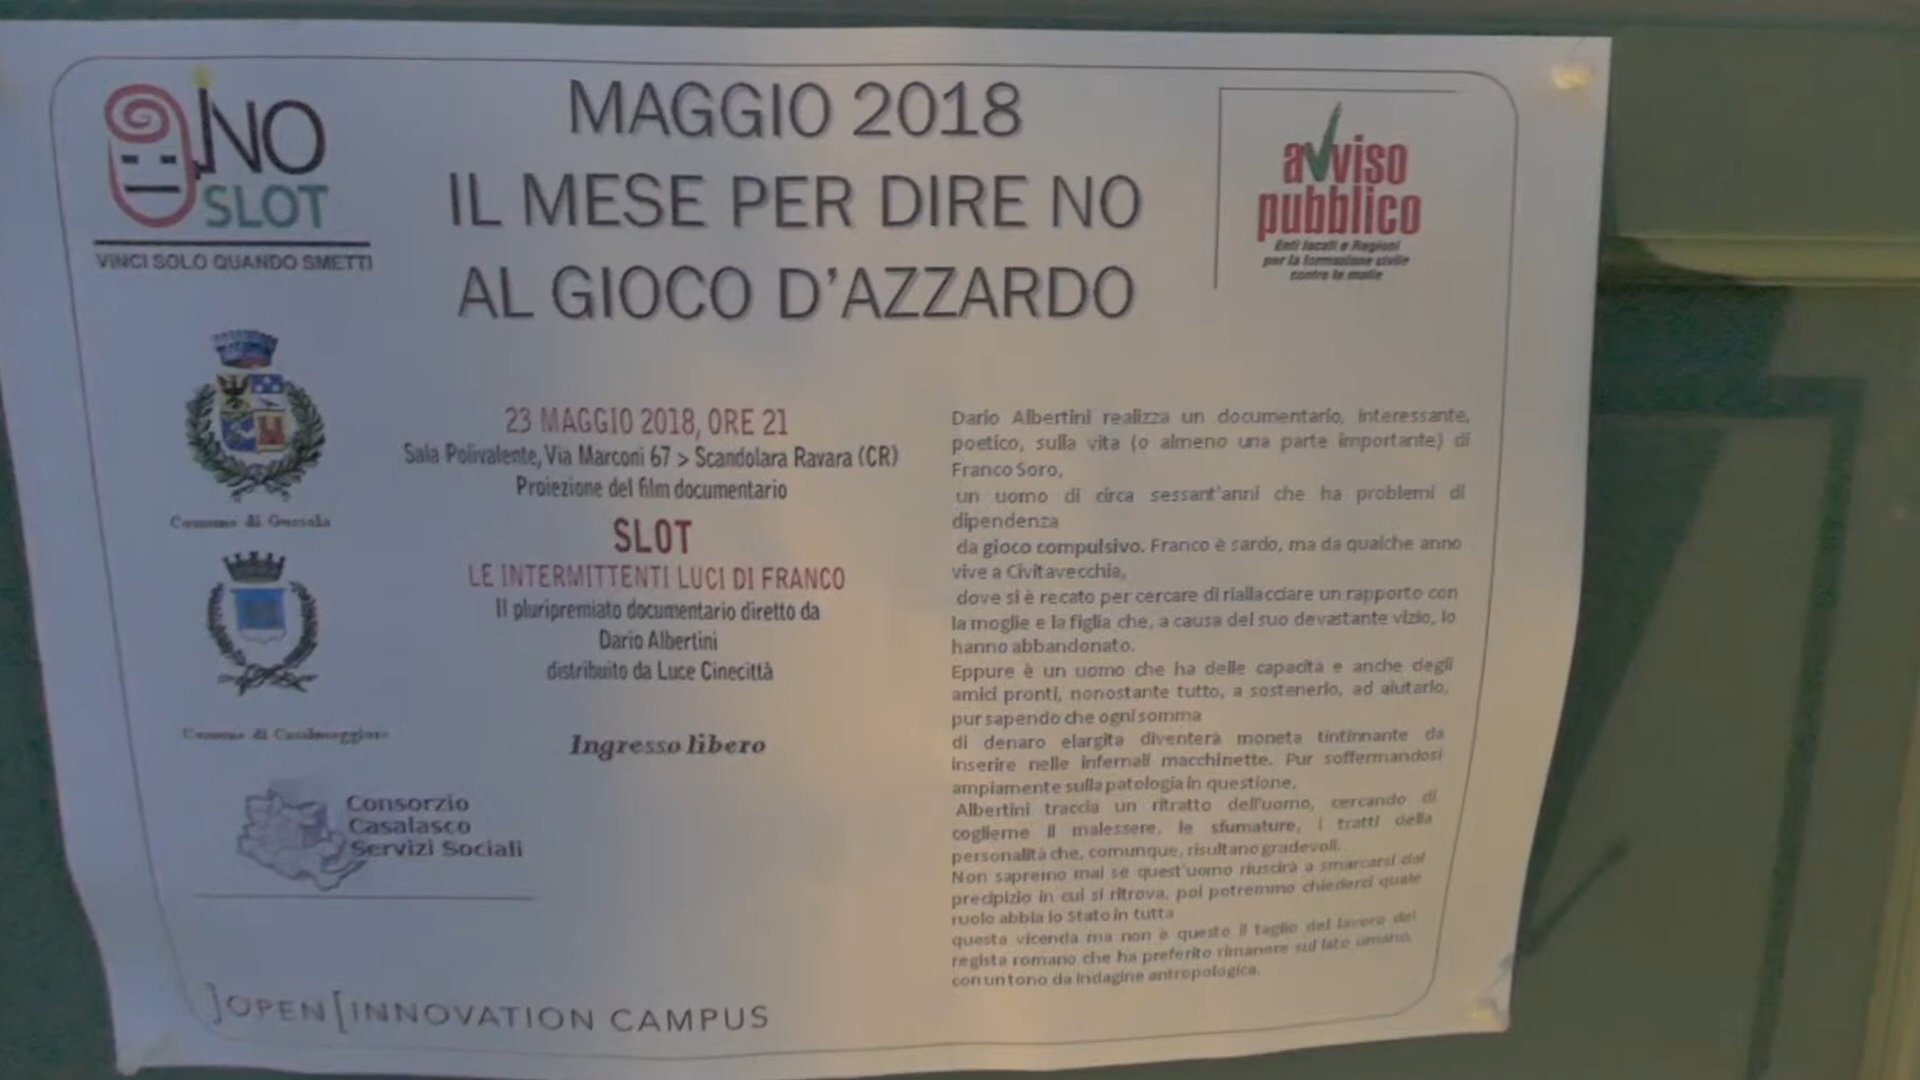 NO
SLOT
VINCI SOLO QUANDO SMETTI
MAGGIO 2018
IL MESE PER DIRE NO
AL GIOCO D'AZZARDO
avviso
pubblico
Enti locali e Regioni
per la formazione civile
contro le mafie
Comune di Gussola
Comune di Casalmaggiore
Consorzio
Casalasco
Servizi Sociali
23 MAGGIO 2018, ORE 21
Sala Polivalente, Via Marconi 67 > Scandolara Ravara (CR)
Proiezione del film documentario
SLOT
LE INTERMITTENTI LUCI DI FRANCO
Il pluripremiato documentario diretto da
Dario Albertini
distribuito da Luce Cinecittà
Ingresso libero
Dario Albertini realizza un documentario, interessante,
poetico, sulla vita (o almeno una parte importante) di
Franco Soro,
un uomo di circa sessant'anni che ha problemi di
dipendenza
da gioco compulsivo. Franco è sardo, ma da qualche anno
vive a Civitavecchia,
dove si è recato per cercare di riallacciare un rapporto con
la moglie e la figlia che, a causa del suo devastante vizio, lo
hanno abbandonato.
Eppure è un uomo che ha delle capacità e anche degli
amici pronti, nonostante tutto, a sostenerlo, ad aiutarlo,
pur sapendo che ogni somma
di denaro elargita diventerà moneta tintinnante da
inserire nelle infernali macchinette. Pur soffermandosi
ampiamente sulla patologia in questione,
Albertini traccia un ritratto dell'uomo, cercando di
coglierne il malessere, le sfumature, i tratti della
personalità che, comunque, risultano gradevoli.
Non sapremo mai se quest'uomo riuscirà a smarcarsi dal
precipizio in cui si ritrova, poi potremmo chiederci quale
ruolo abbia lo Stato in tutta
questa vicenda ma non è questo il taglio del lavoro del
regista romano che ha preferito rimanere sul lato umano,
con un tono da indagine antropologica.
]OPEN[INNOVATION CAMPUS